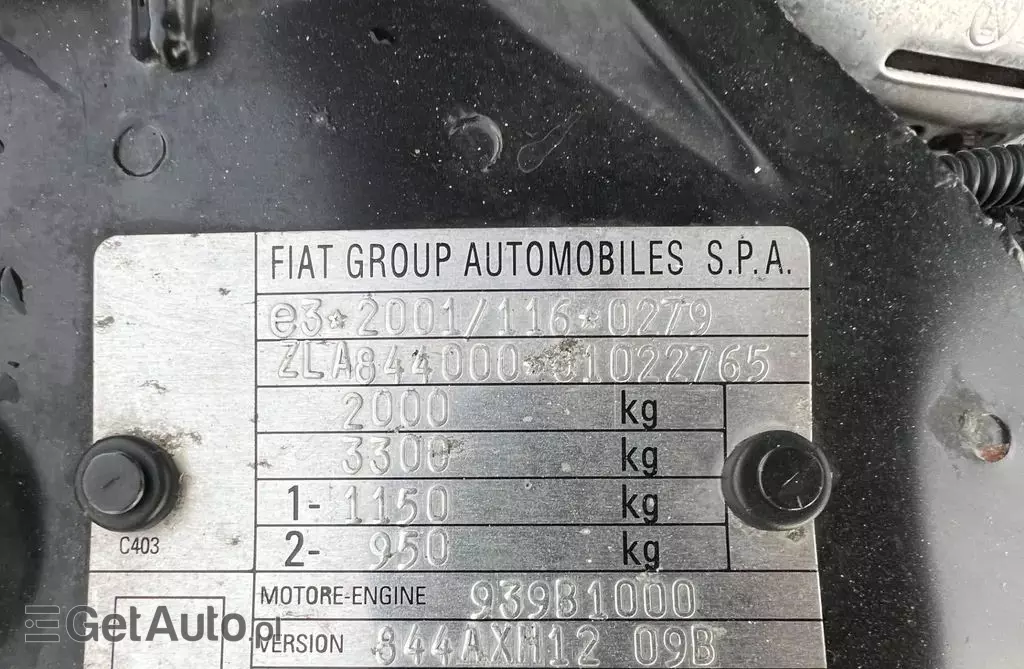 FIAT GROUP AUTOMOBILES S.P.A.
e3*2001/116*0279
ZLA84400001022765
2000 kg
3300 kg
1- 1150 kg
2- 950 kg
C403
MOTORE-ENGINE 939B1000
VERSION 844AXM12 09B
GetAuto.pl